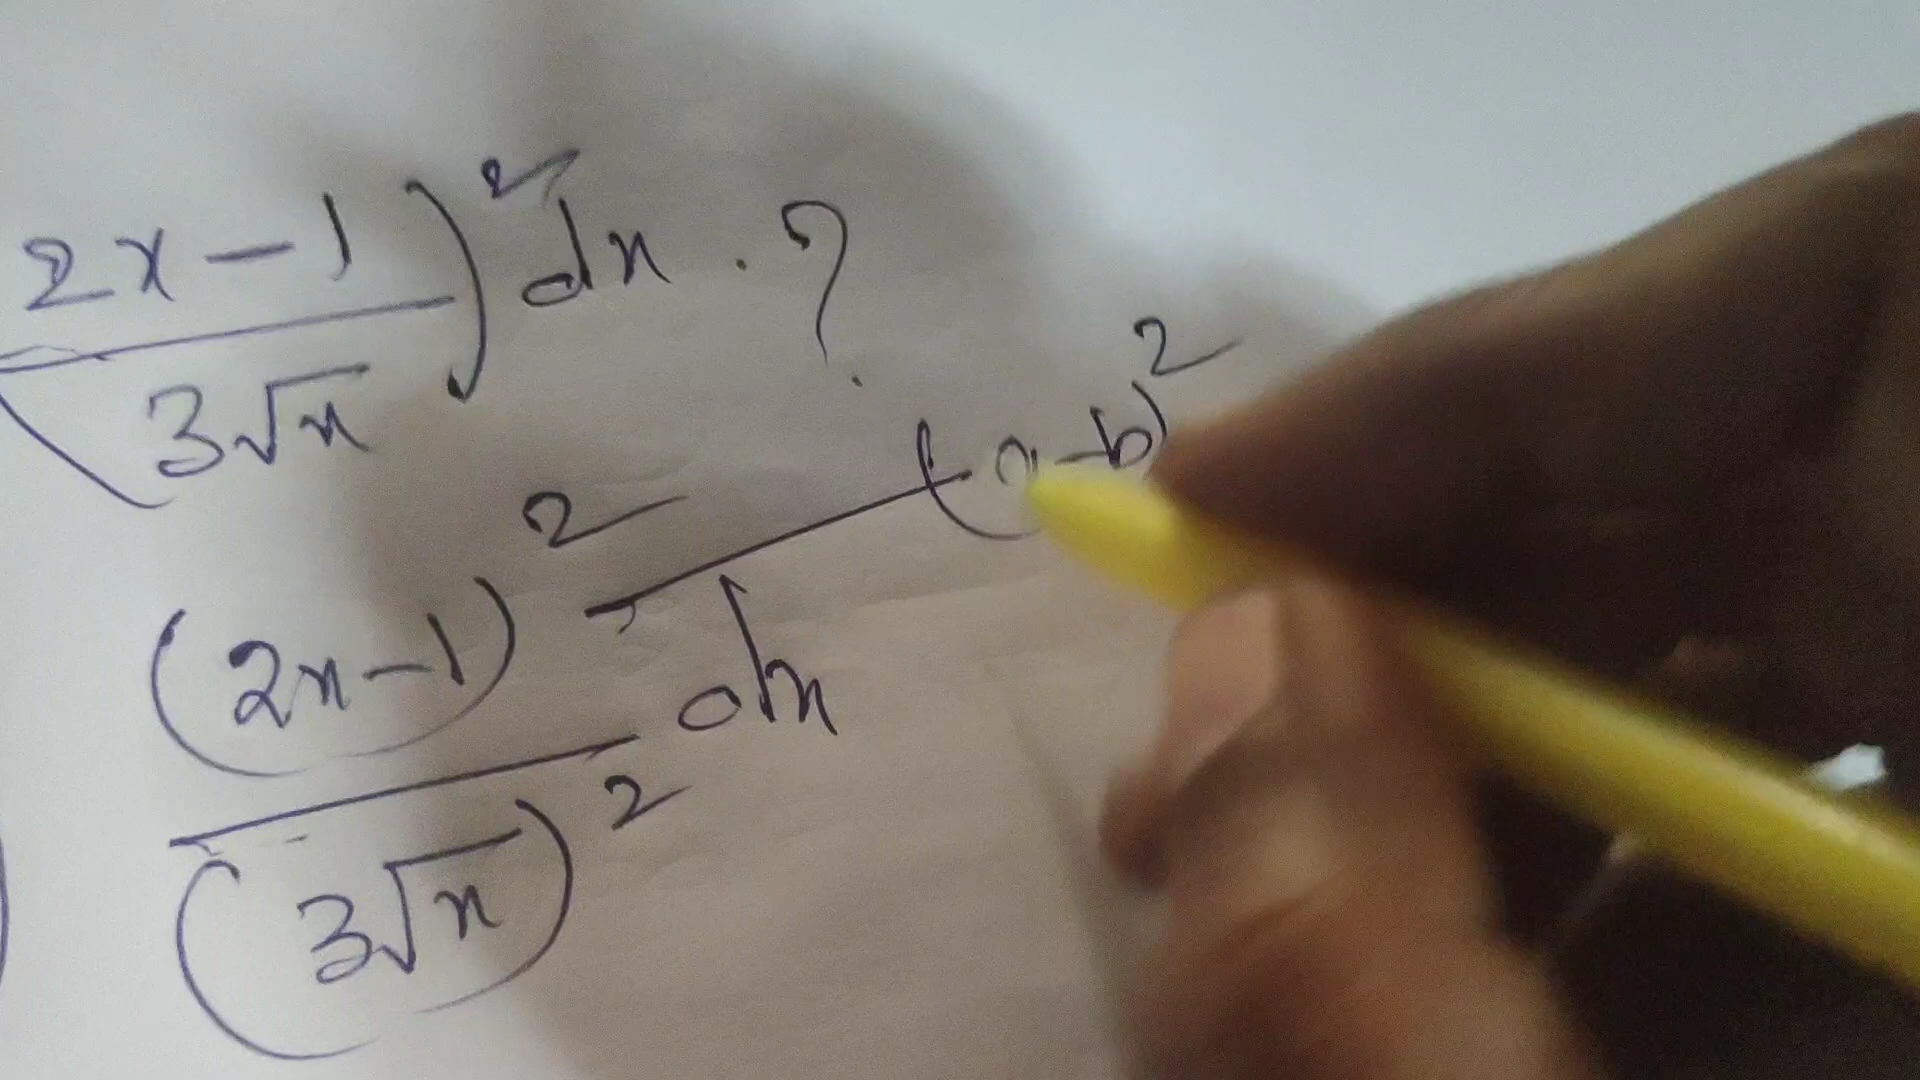 (2x-1/3√x)² dx . ?
(a-b)²
(2x-1)²/(3√x)² dx